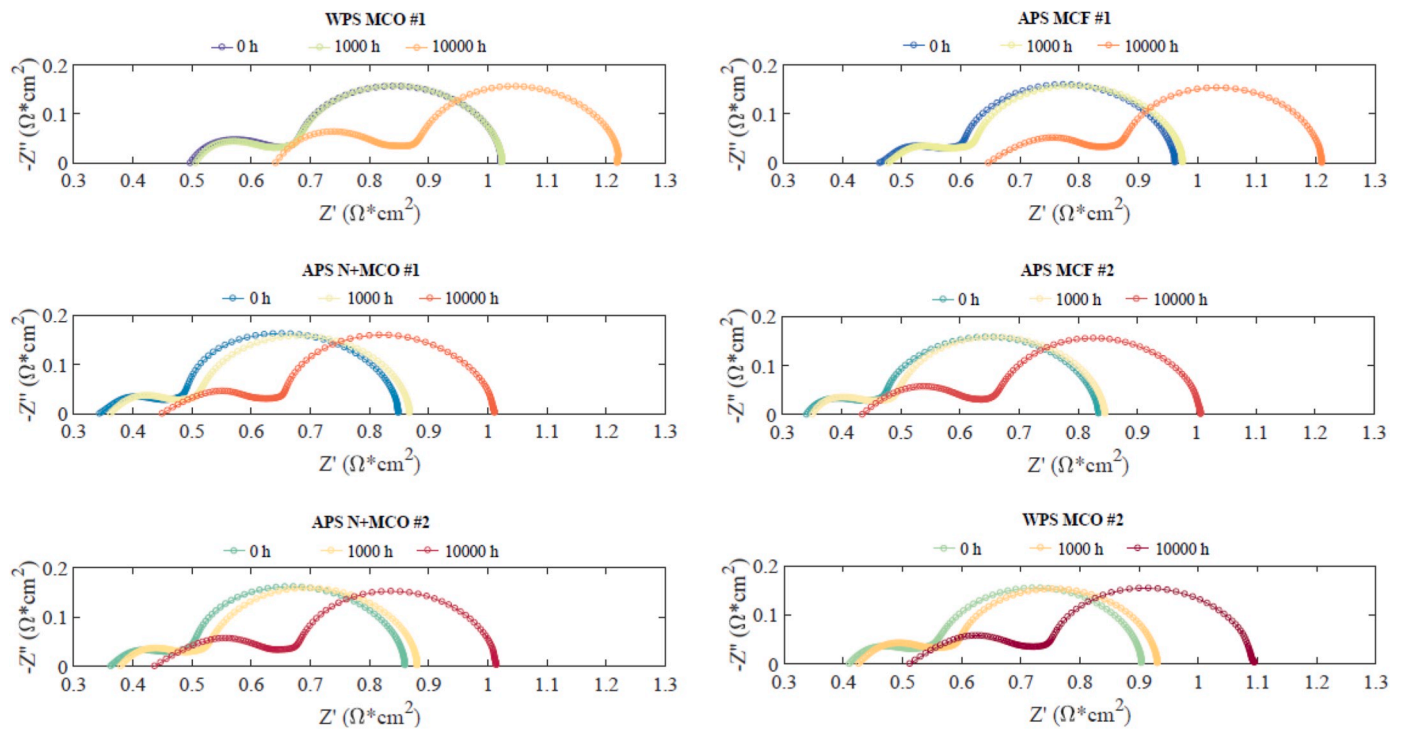 WPS MCO #1
0 h 1000 h 10000 h
0.2
0.1
0
-Z'' (Ω*cm²)
0.3 0.4 0.5 0.6 0.7 0.8 0.9 1 1.1 1.2 1.3
Z' (Ω*cm²)
APS MCF #1
0 h 1000 h 10000 h
0.2
0.1
0
-Z'' (Ω*cm²)
0.3 0.4 0.5 0.6 0.7 0.8 0.9 1 1.1 1.2 1.3
Z' (Ω*cm²)
APS N+MCO #1
0 h 1000 h 10000 h
0.2
0.1
0
-Z'' (Ω*cm²)
0.3 0.4 0.5 0.6 0.7 0.8 0.9 1 1.1 1.2 1.3
Z' (Ω*cm²)
APS MCF #2
0 h 1000 h 10000 h
0.2
0.1
0
-Z'' (Ω*cm²)
0.3 0.4 0.5 0.6 0.7 0.8 0.9 1 1.1 1.2 1.3
Z' (Ω*cm²)
APS N+MCO #2
0 h 1000 h 10000 h
0.2
0.1
0
-Z'' (Ω*cm²)
0.3 0.4 0.5 0.6 0.7 0.8 0.9 1 1.1 1.2 1.3
Z' (Ω*cm²)
WPS MCO #2
0 h 1000 h 10000 h
0.2
0.1
0
-Z'' (Ω*cm²)
0.3 0.4 0.5 0.6 0.7 0.8 0.9 1 1.1 1.2 1.3
Z' (Ω*cm²)